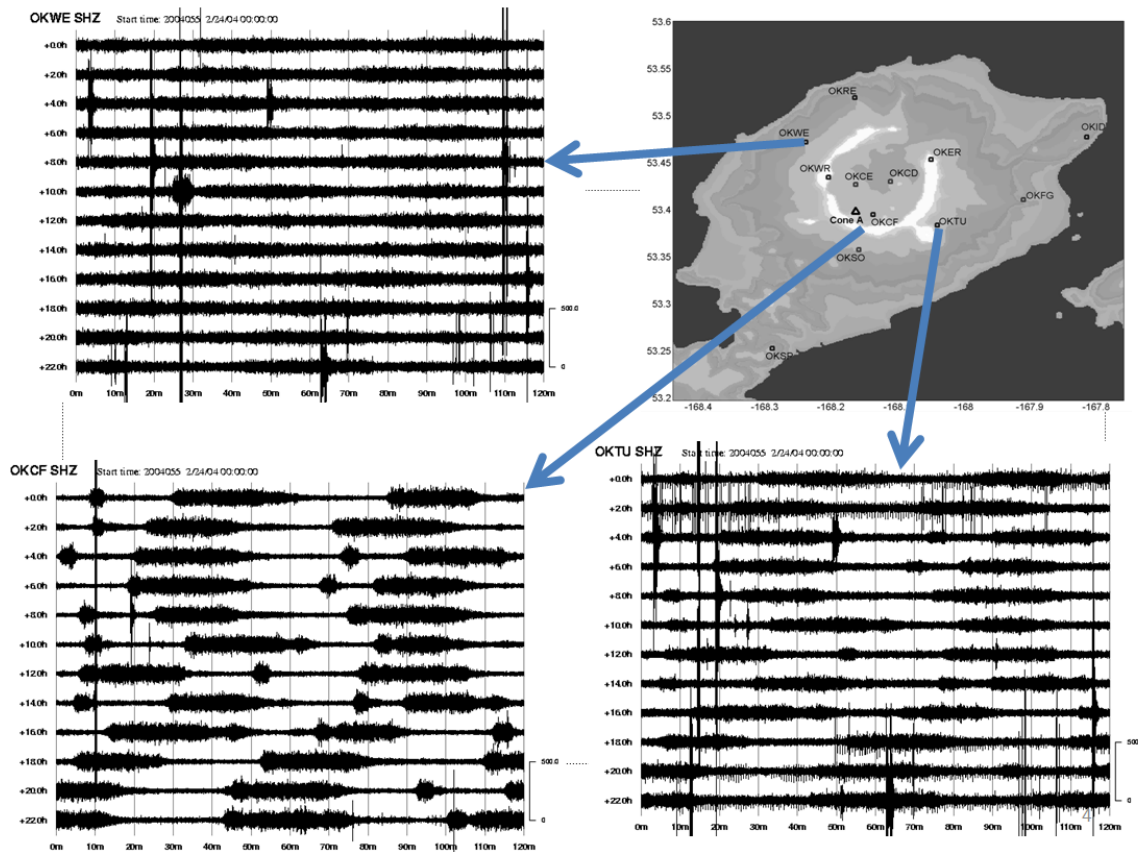 OKWE SHZ Start time: 2004055 2/24/04 00:00:00
+0.0h
+2.0h
+4.0h
+6.0h
+8.0h
+10.0h
+12.0h
+14.0h
+16.0h
+18.0h
+20.0h
+22.0h
500.0
0
0m 10m 20m 30m 40m 50m 60m 70m 80m 90m 100m 110m 120m
53.6
53.55
53.5
53.45
53.4
53.35
53.3
53.25
53.2
OKRE
OKWE
OKID
OKER
OKWR
OKCE
OKCD
OKFG
Cone A
OKCF
OKTU
OKSO
-168.4 -168.3 -168.2 -168 -167.9 -167.8
OKCF SHZ Start time: 2004055 2/24/04 00:00:00
+0.0h
+2.0h
+4.0h
+6.0h
+8.0h
+10.0h
+12.0h
+14.0h
+16.0h
+18.0h
+20.0h
+22.0h
500.0
0
0m 10m 20m 30m 40m 50m 60m 70m 80m 90m 100m 110m 120m
OKTU SHZ Start time: 2004055 2/24/04 00:00:00
+0.0h
+2.0h
+4.0h
+6.0h
+8.0h
+10.0h
+12.0h
+14.0h
+16.0h
+18.0h
+20.0h
+22.0h
500
0
4
0m 10m 20m 30m 40m 50m 60m 70m 80m 90m 100m 110m 120m